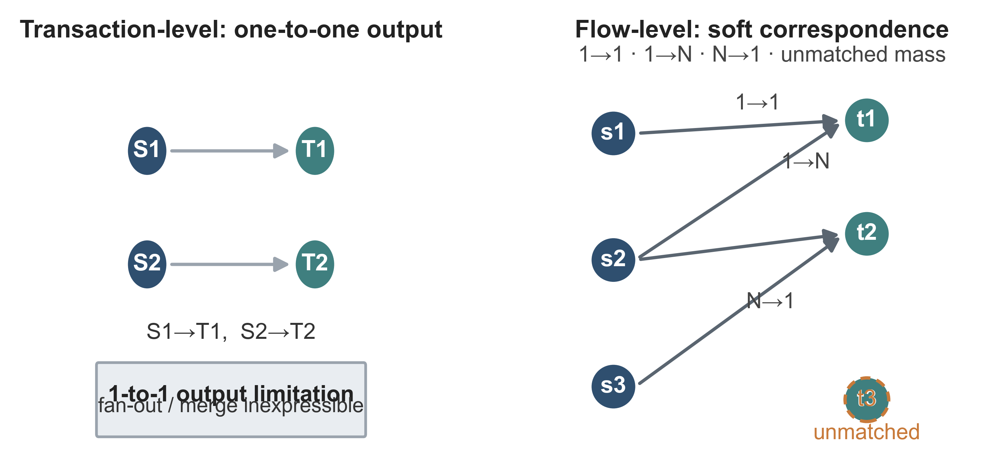 Transaction-level: one-to-one output
S1
T1
S2
T2
S1→T1, S2→T2
1-to-1 output limitation
fan-out / merge inexpressible
Flow-level: soft correspondence
1→1 · 1→N · N→1 · unmatched mass
1→1
s1
t1
1→N
s2
t2
N→1
s3
t3
unmatched